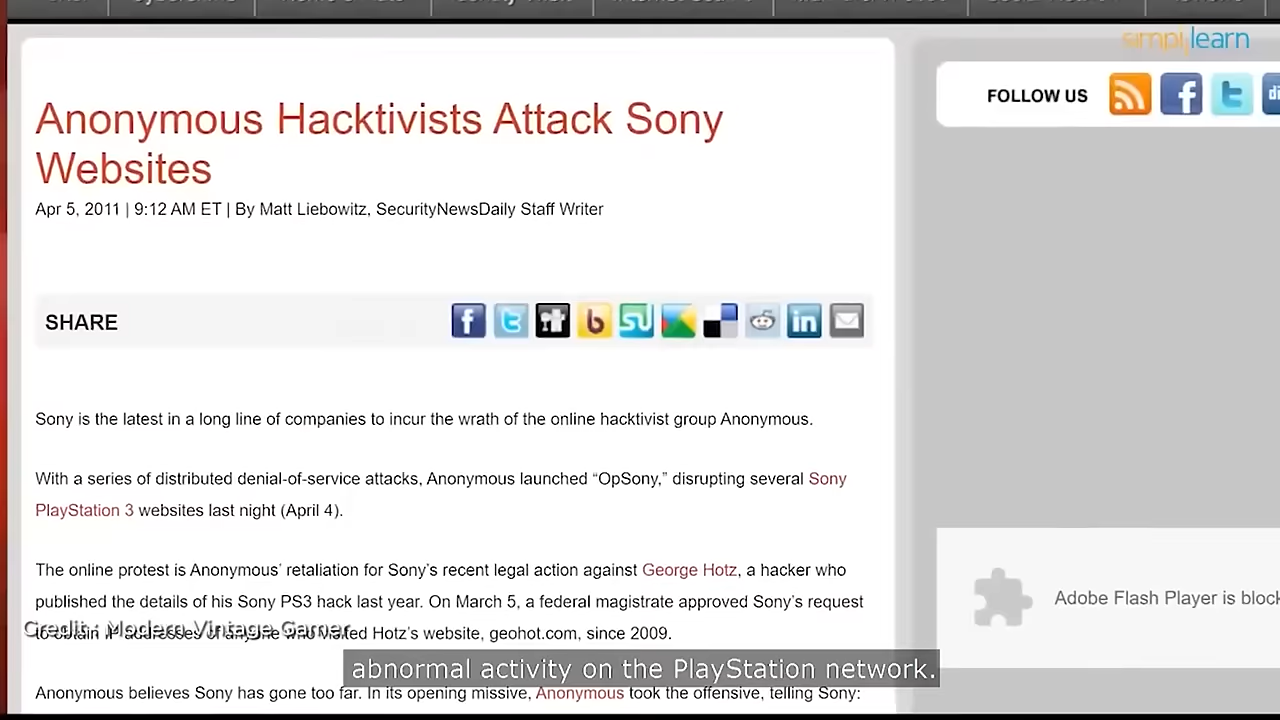 simplilearn
FOLLOW US
Anonymous Hacktivists Attack Sony
Websites
Apr 5, 2011 | 9:12 AM ET | By Matt Liebowitz, SecurityNewsDaily Staff Writer
SHARE
Sony is the latest in a long line of companies to incur the wrath of the online hacktivist group Anonymous.
With a series of distributed denial-of-service attacks, Anonymous launched “OpSony,” disrupting several Sony
PlayStation 3 websites last night (April 4).
The online protest is Anonymous’ retaliation for Sony’s recent legal action against George Hotz, a hacker who
published the details of his Sony PS3 hack last year. On March 5, a federal magistrate approved Sony’s request
to obtain IP addresses of anyone who visited Hotz’s website, geohot.com, since 2009.
Credit : Modern Vintage Gamer
abnormal activity on the PlayStation network.
Anonymous believes Sony has gone too far. In its opening missive, Anonymous took the offensive, telling Sony:
Adobe Flash Player is block